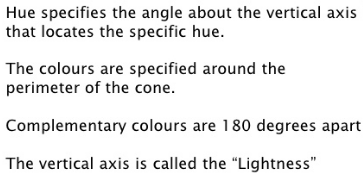 Hue specifies the angle about the vertical axis
that locates the specific hue.
The colours are specified around the
perimeter of the cone.
Complementary colours are 180 degrees apart
The vertical axis is called the “Lightness”